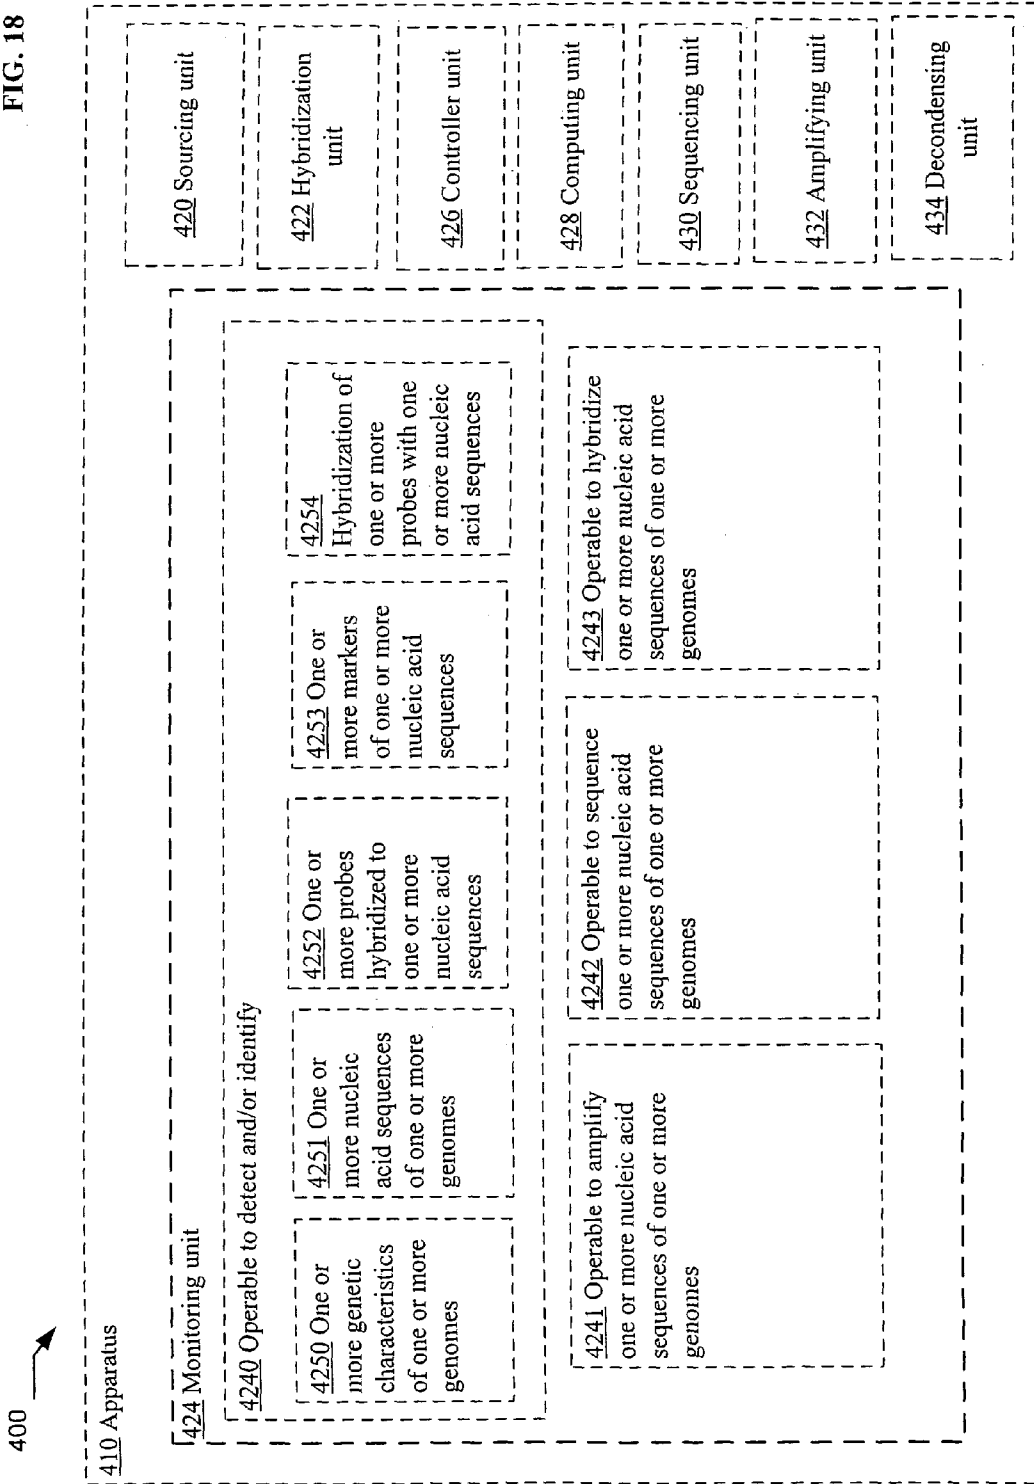 FIG. 18
400
410 Apparatus
424 Monitoring unit
4240 Operable to detect and/or identify
4250 One or
more genetic
characteristics
of one or more
genomes
4251 One or
more nucleic
acid sequences
of one or more
genomes
4252 One or
more probes
hybridized to
one or more
nucleic acid
sequences
4253 One or
more markers
of one or more
nucleic acid
sequences
4254
Hybridization of
one or more
probes with one
or more nucleic
acid sequences
4241 Operable to amplify
one or more nucleic acid
sequences of one or more
genomes
4242 Operable to sequence
one or more nucleic acid
sequences of one or more
genomes
4243 Operable to hybridize
one or more nucleic acid
sequences of one or more
genomes
420 Sourcing unit
422 Hybridization
unit
426 Controller unit
428 Computing unit
430 Sequencing unit
432 Amplifying unit
434 Decondensing
unit